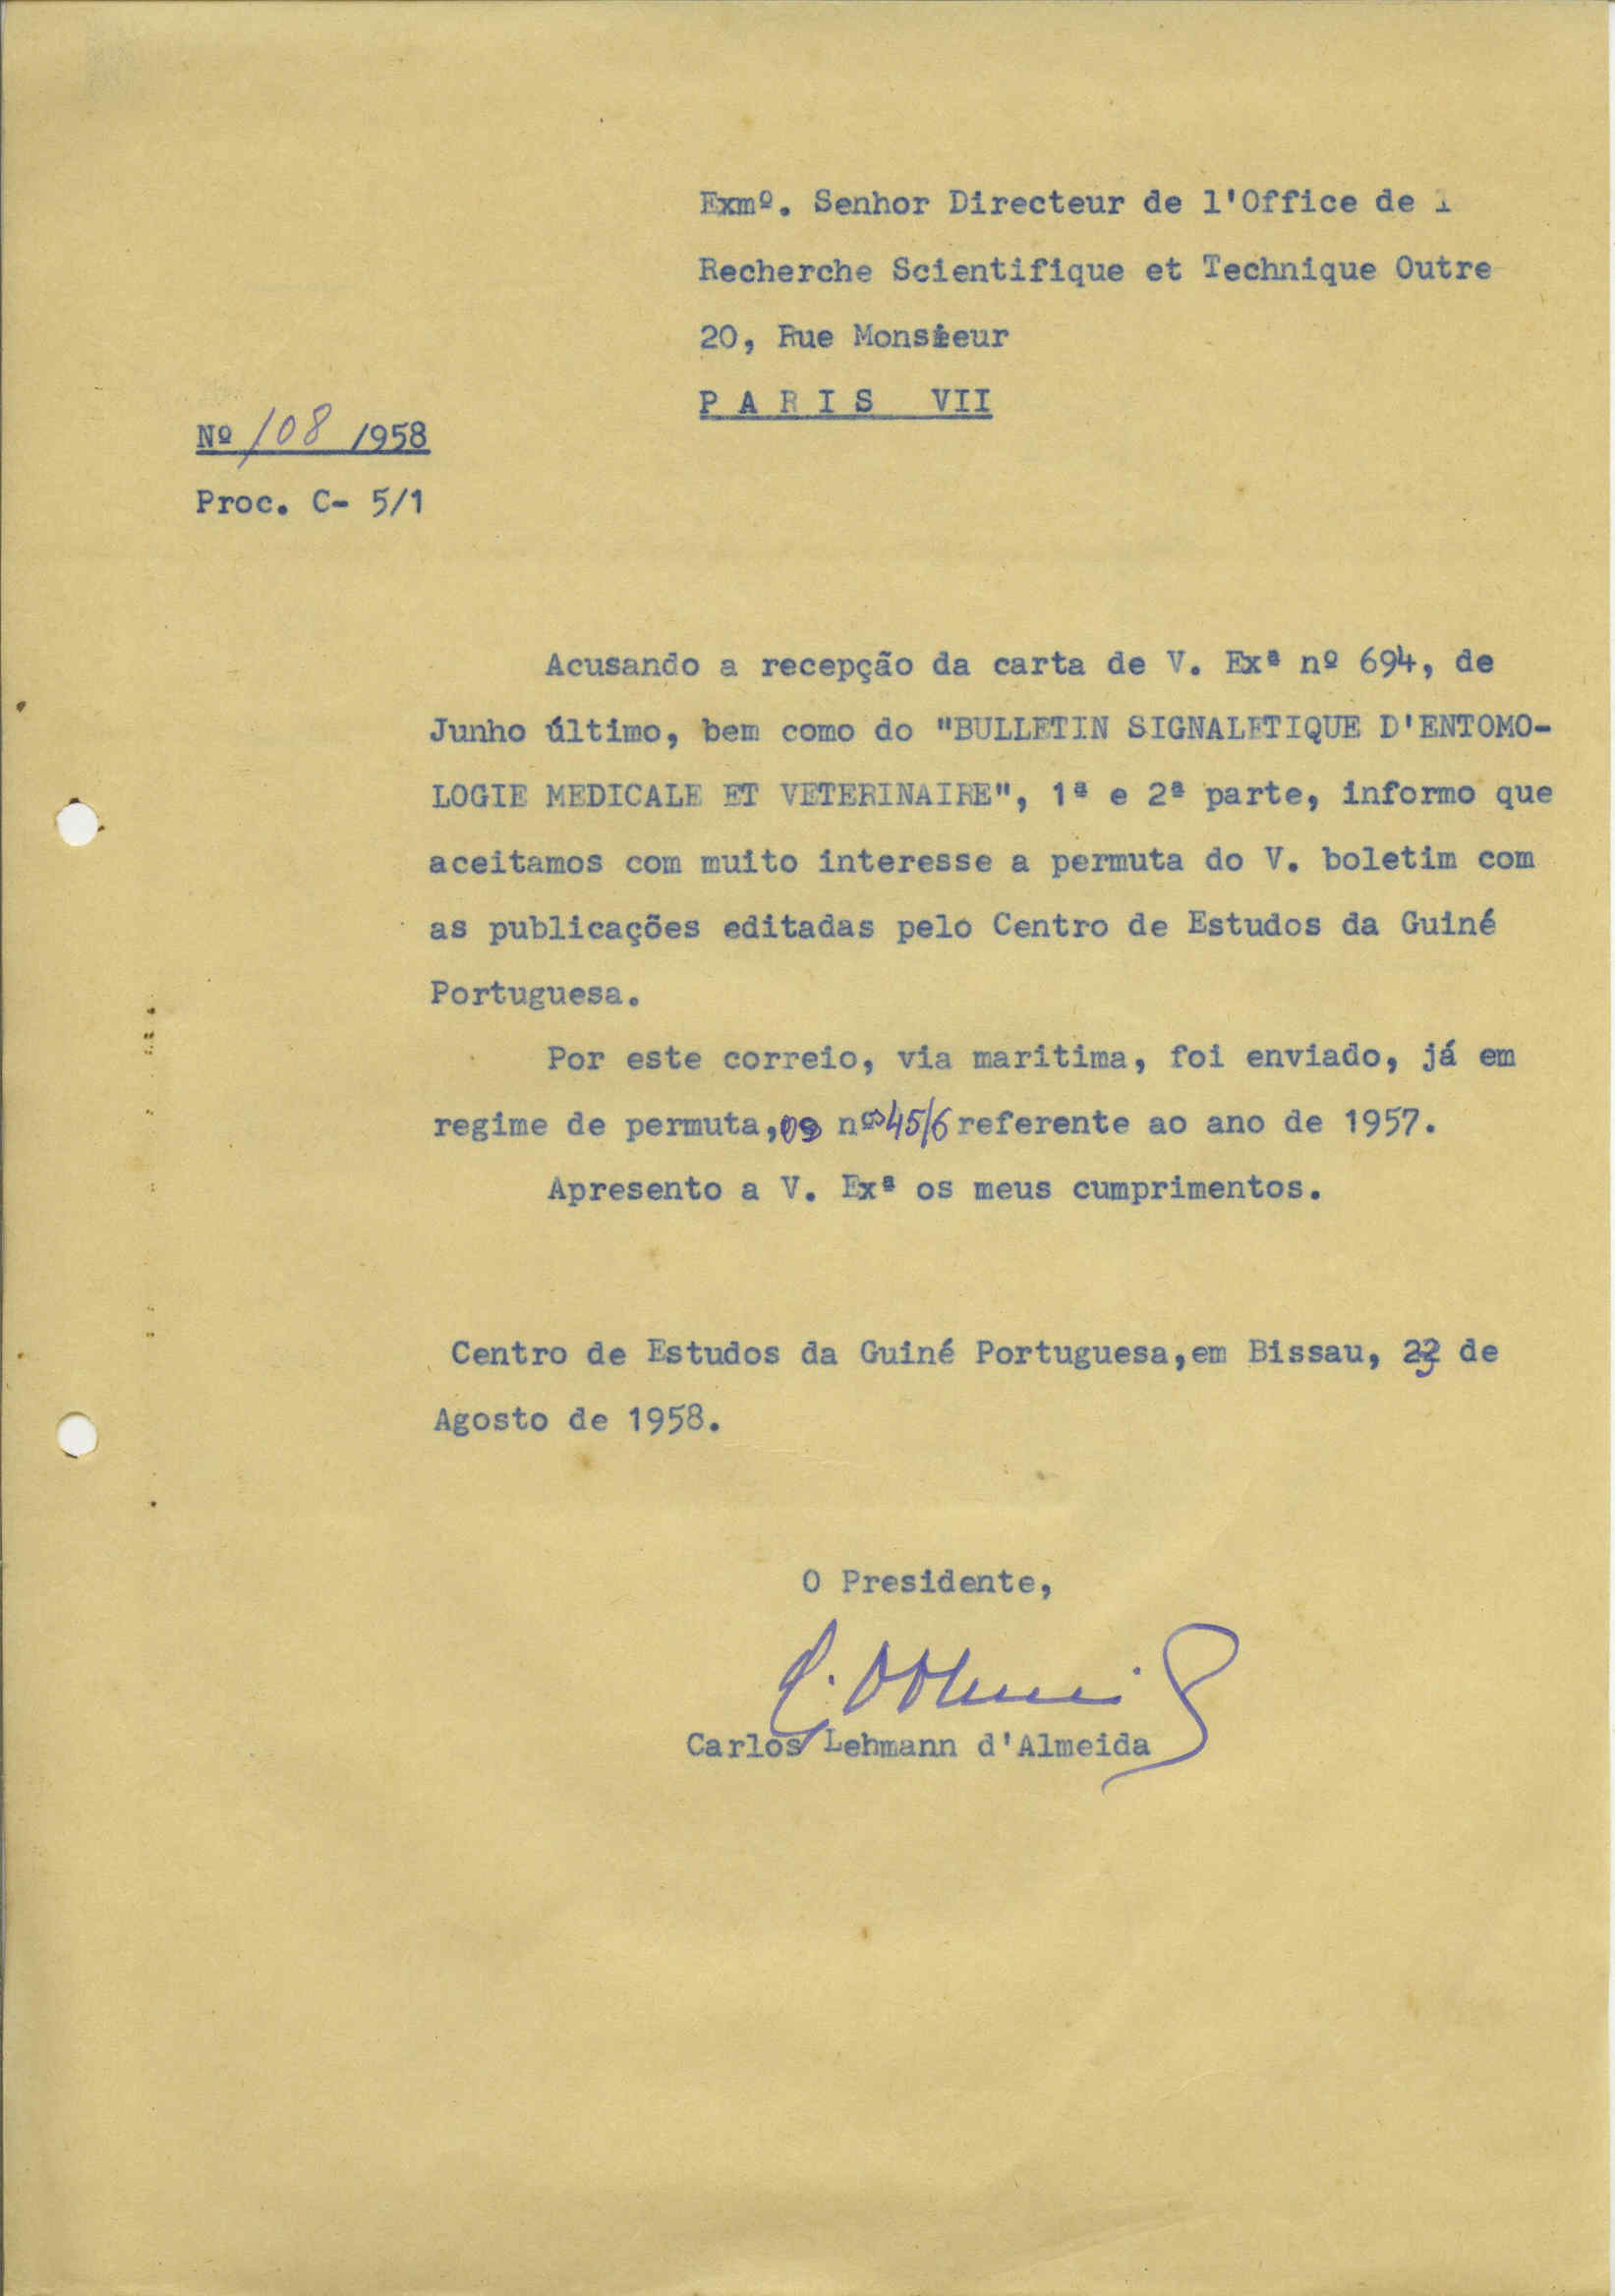 Exmº. Senhor Directeur de l'Office de l
Recherche Scientifique et Technique Outre
20, Rue Monsieur
P A R I S VII
Nº 108 /1958
Proc. C- 5/1
Acusando a recepção da carta de V. Exª nº 694, de
Junho último, bem como do "BULLETIN SIGNALETIQUE D'ENTOMO-
LOGIE MEDICALE ET VETERINAIRE", 1ª e 2ª parte, informo que
aceitamos com muito interesse a permuta do V. boletim com
as publicações editadas pelo Centro de Estudos da Guiné
Portuguesa.
Por este correio, via maritima, foi enviado, já em
regime de permuta, os nºs 45/6 referente ao ano de 1957.
Apresento a V. Exª os meus cumprimentos.
Centro de Estudos da Guiné Portuguesa,em Bissau, de
Agosto de 1958.
O Presidente,
Carlos Lehmann d'Almeida